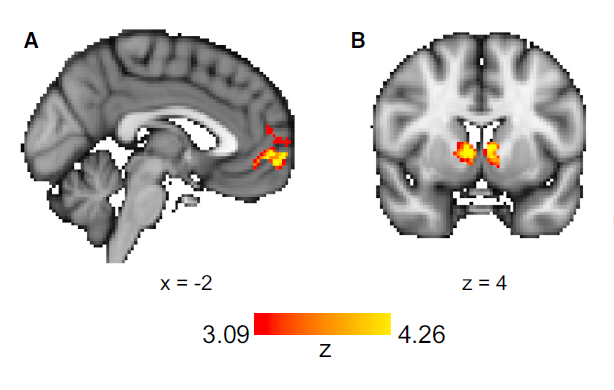 A
B
x = -2
z = 4
3.09
4.26
z